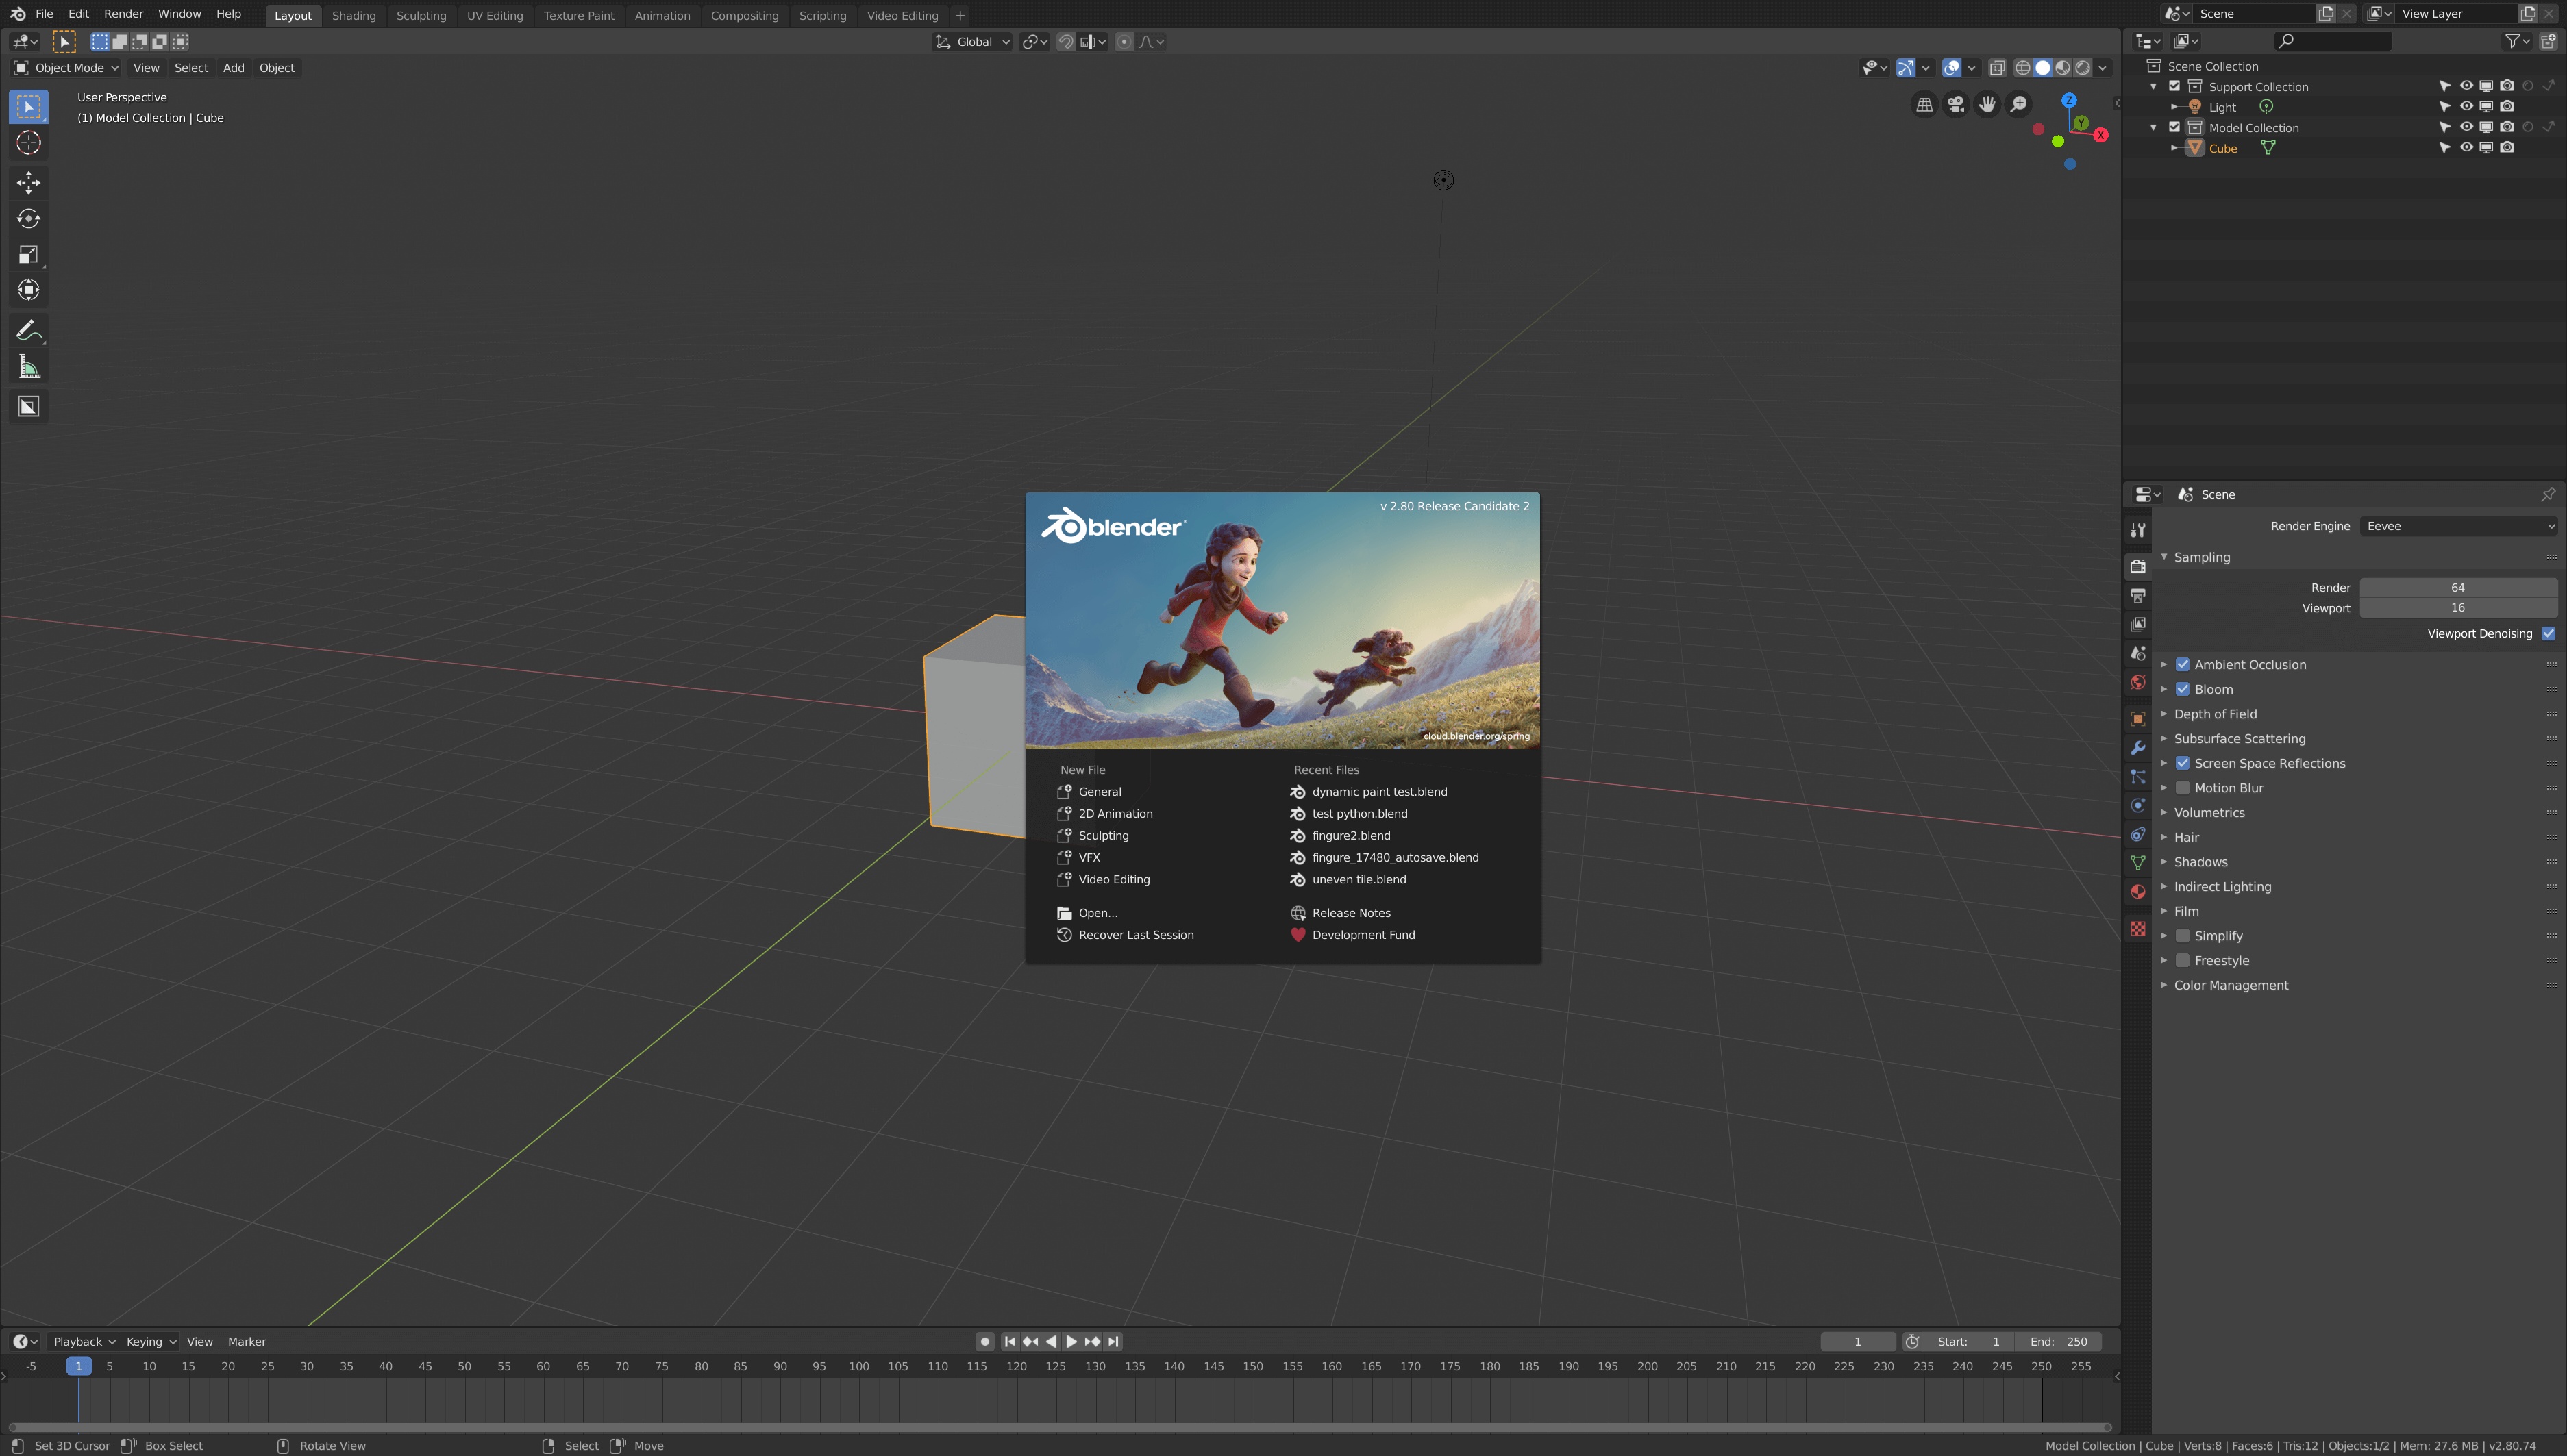 File Edit Render Window Help Layout Shading Sculpting UV Editing Texture Paint Animation Compositing Scripting Video Editing Scene View Layer
Global
Object Mode View Select Add Object
User Perspective
(1) Model Collection | Cube
Z
Y
X
Scene Collection
Support Collection
Light
Model Collection
Cube
Scene
Render Engine Eevee
Sampling
Render 64
Viewport 16
Viewport Denoising
Ambient Occlusion
Bloom
Depth of Field
Subsurface Scattering
Screen Space Reflections
Motion Blur
Volumetrics
Hair
Shadows
Indirect Lighting
Film
Simplify
Freestyle
Color Management
v 2.80 Release Candidate 2
blender
cloud.blender.org/spring
New File
General
2D Animation
Sculpting
VFX
Video Editing
Open...
Recover Last Session
Recent Files
dynamic paint test.blend
test python.blend
fingure2.blend
fingure_17480_autosave.blend
uneven tile.blend
Release Notes
Development Fund
Playback Keying View Marker 1 Start: 1 End: 250
-5 1 5 10 15 20 25 30 35 40 45 50 55 60 65 70 75 80 85 90 95 100 105 110 115 120 125 130 135 140 145 150 155 160 165 170 175 180 185 190 195 200 205 210 215 220 225 230 235 240 245 250 255
Set 3D Cursor Box Select Rotate View Select Move Model Collection | Cube | Verts:8 | Faces:6 | Tris:12 | Objects:1/2 | Mem: 27.6 MB | v2.80.74